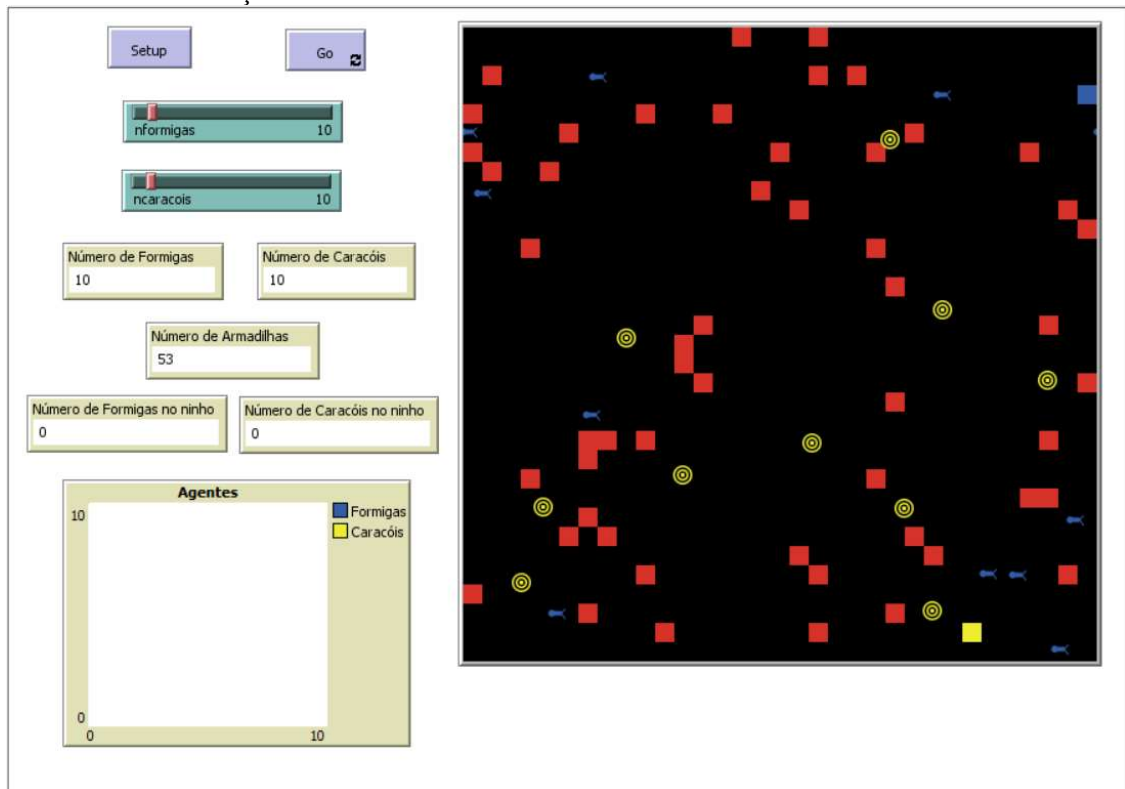 Setup
Go
nformigas 10
ncaracois 10
Número de Formigas
10
Número de Caracóis
10
Número de Armadilhas
53
Número de Formigas no ninho
0
Número de Caracóis no ninho
0
Agentes
10
0
0 10
Formigas
Caracóis